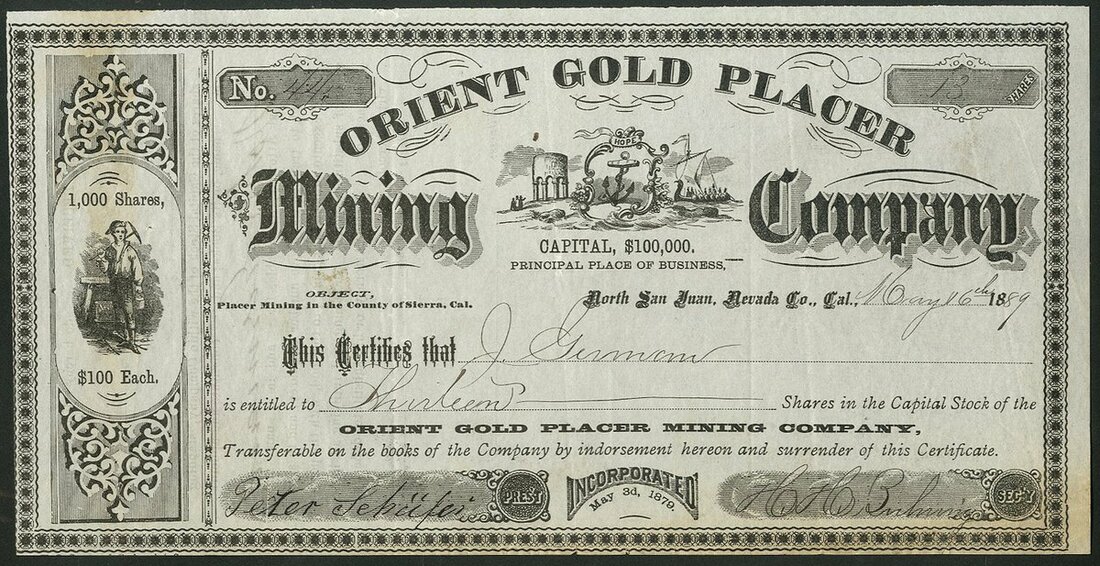 No. 44.
13 SHARES
ORIENT GOLD PLACER
Mining Company
HOPE
1,000 Shares,
$100 Each.
CAPITAL, $100,000.
PRINCIPAL PLACE OF BUSINESS,
OBJECT,
Placer Mining in the County of Sierra, Cal.
North San Juan, Nevada Co., Cal., May 16th 1889
This Certifies that J. German
is entitled to Thirteen Shares in the Capital Stock of the
ORIENT GOLD PLACER MINING COMPANY,
Transferable on the books of the Company by indorsement hereon and surrender of this Certificate.
Peter PREST
INCORPORATED
May 3d, 1879.
H. H. SEC-Y